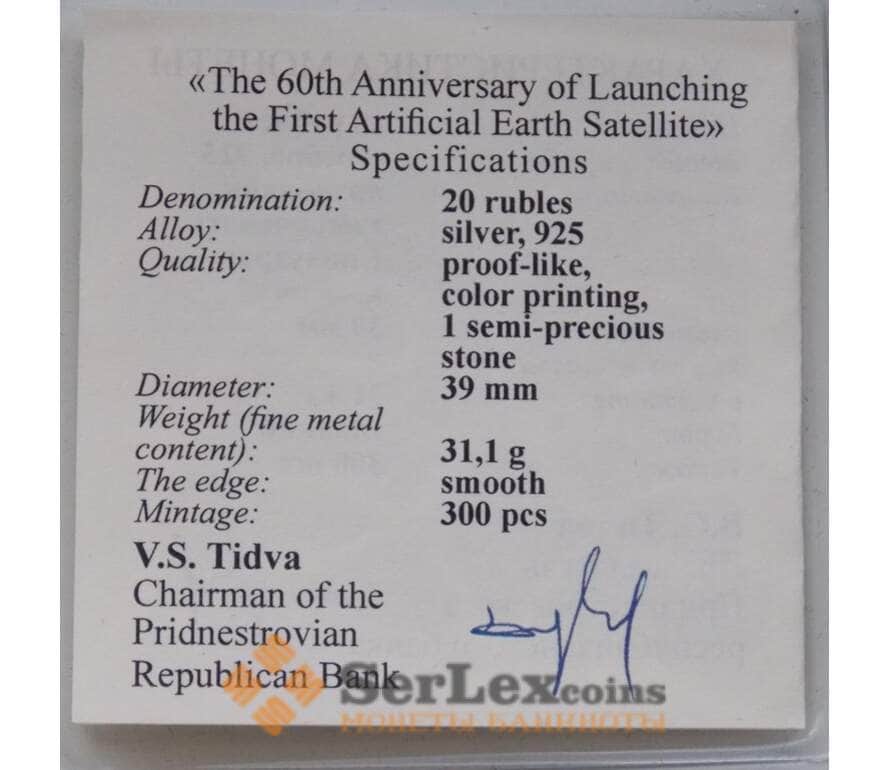 «The 60th Anniversary of Launching
the First Artificial Earth Satellite»
Specifications
Denomination: 20 rubles
Alloy: silver, 925
Quality: proof-like,
color printing,
1 semi-precious
stone
Diameter: 39 mm
Weight (fine metal
content): 31,1 g
The edge: smooth
Mintage: 300 pcs
V.S. Tidva
Chairman of the
Pridnestrovian
Republican Bank
SerLexcoins
МОНЕТЫ БАНКНОТЫ